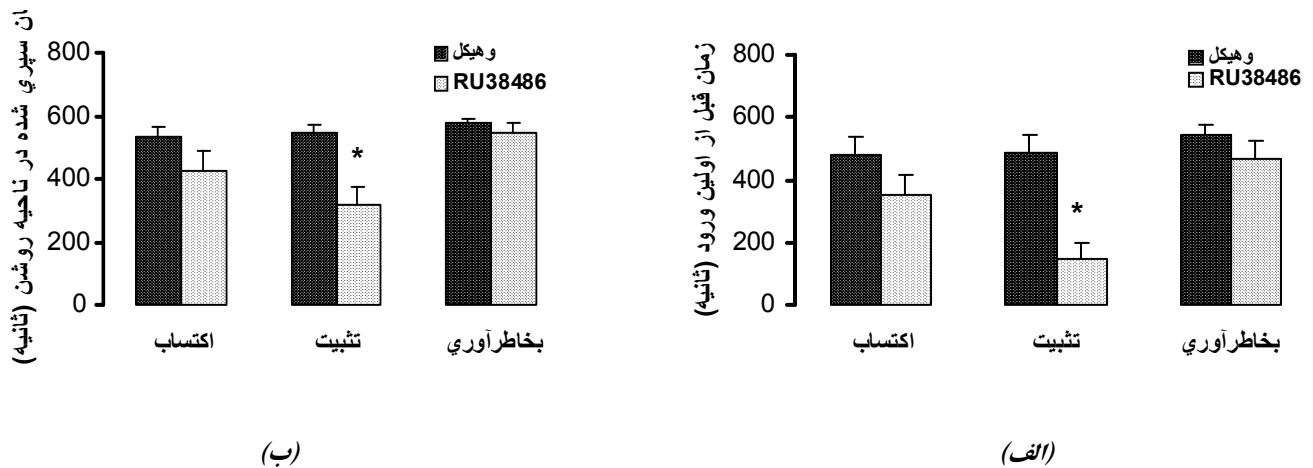 زمان قبل از اولين ورود (ثانيه)
800
600
400
200
0
وهيكل
RU38486
*
اكتساب
تثبيت
بخاطرآوري
(الف)
ان سپري شده در ناحيه روشن (ثانيه)
800
600
400
200
0
وهيكل
RU38486
*
اكتساب
تثبيت
بخاطرآوري
(ب)